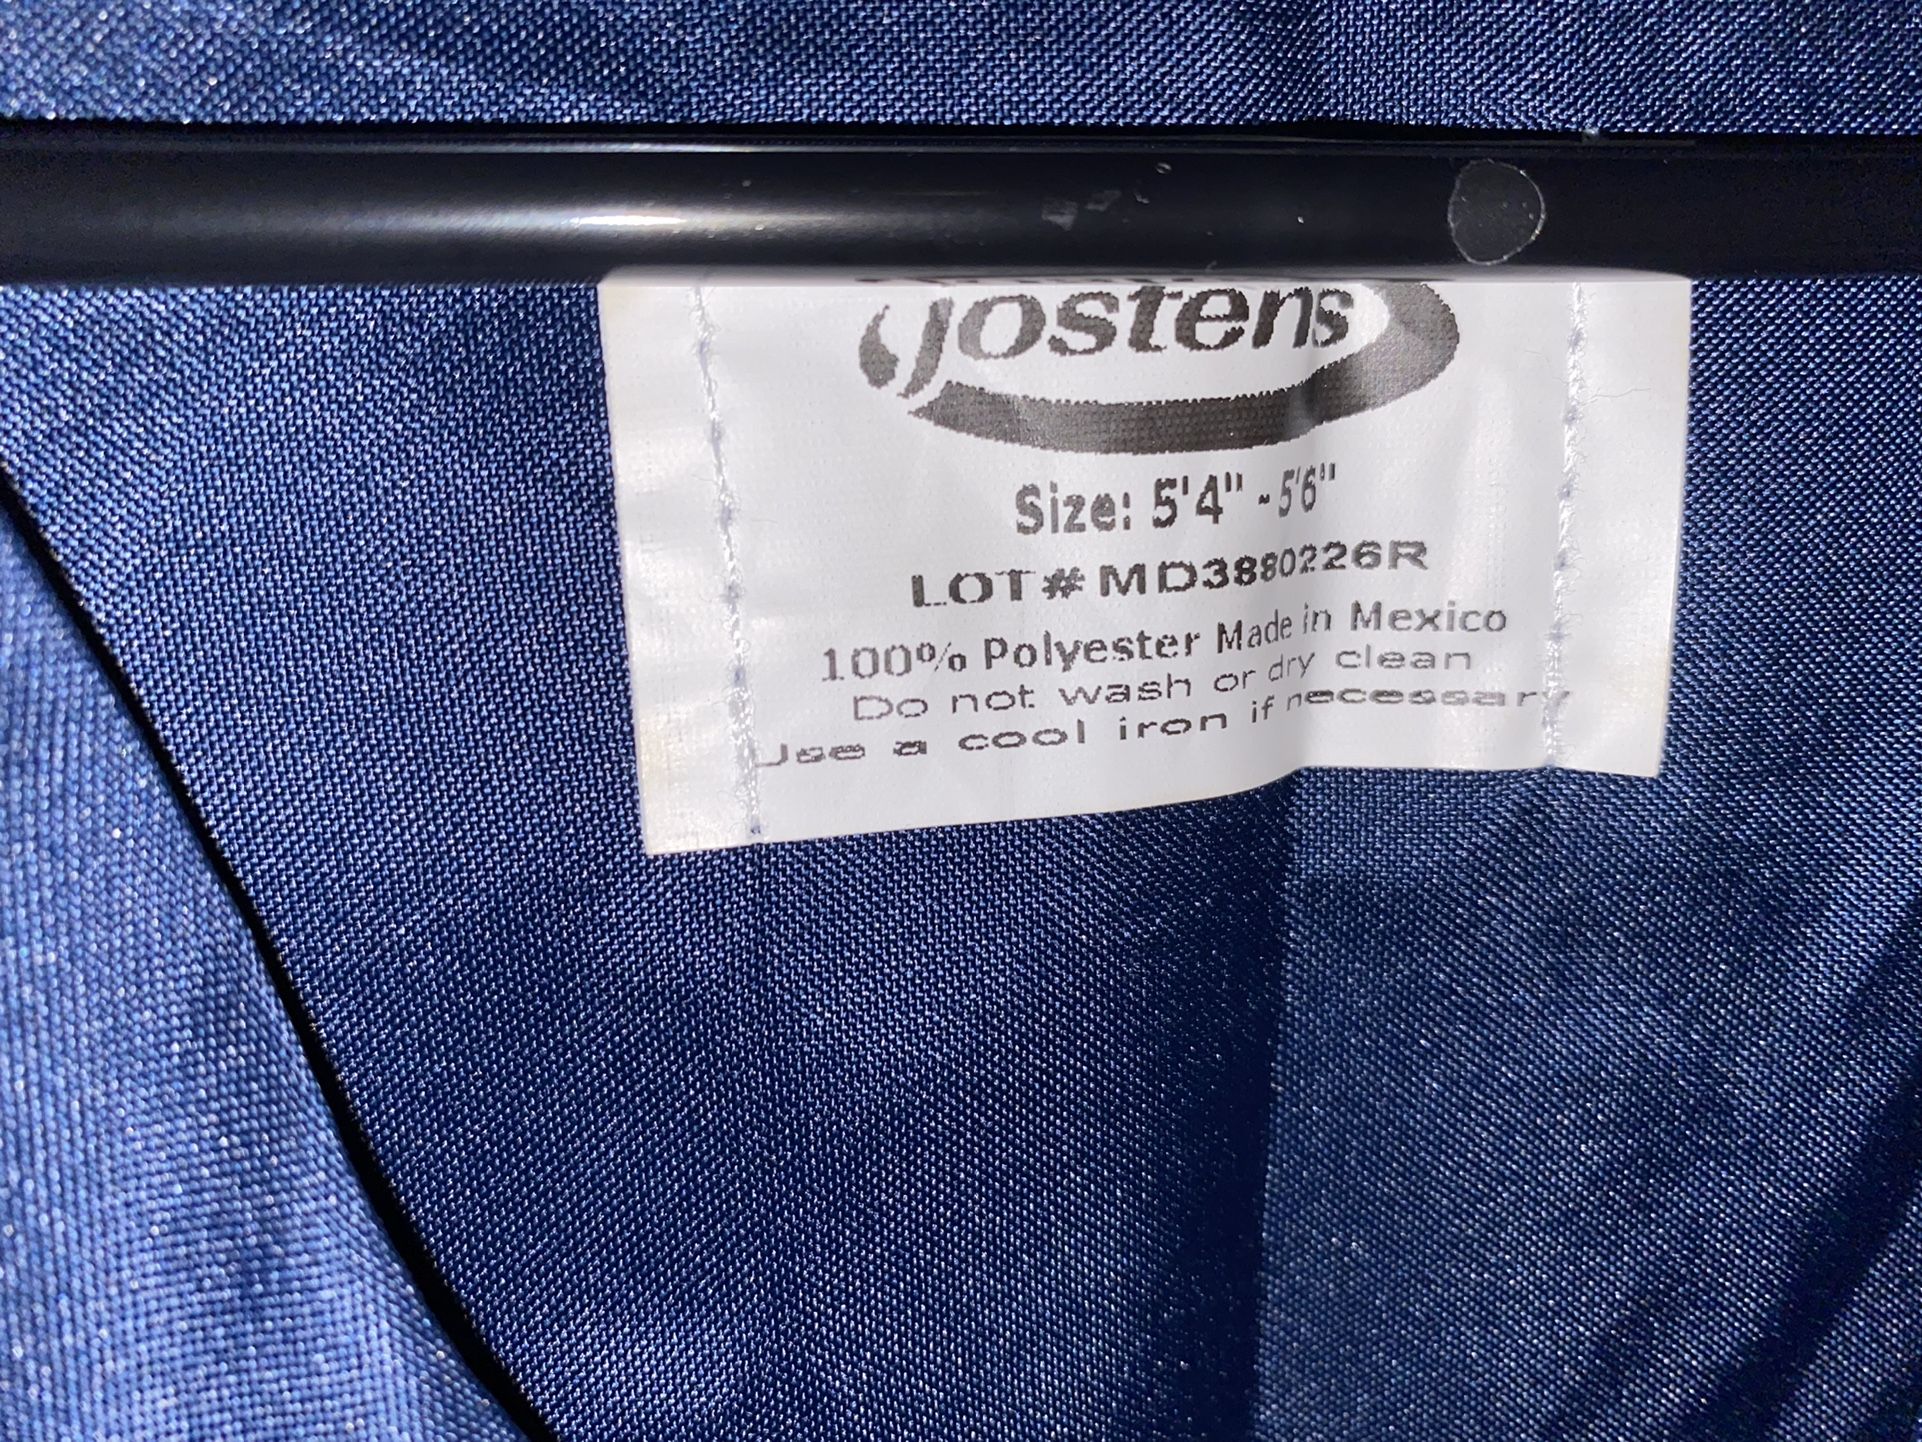 Jostens
Size: 5'4" - 5'6"
LOT# MD3880226R
100% Polyester Made in Mexico
Do not wash or dry clean
Use a cool iron if necessary